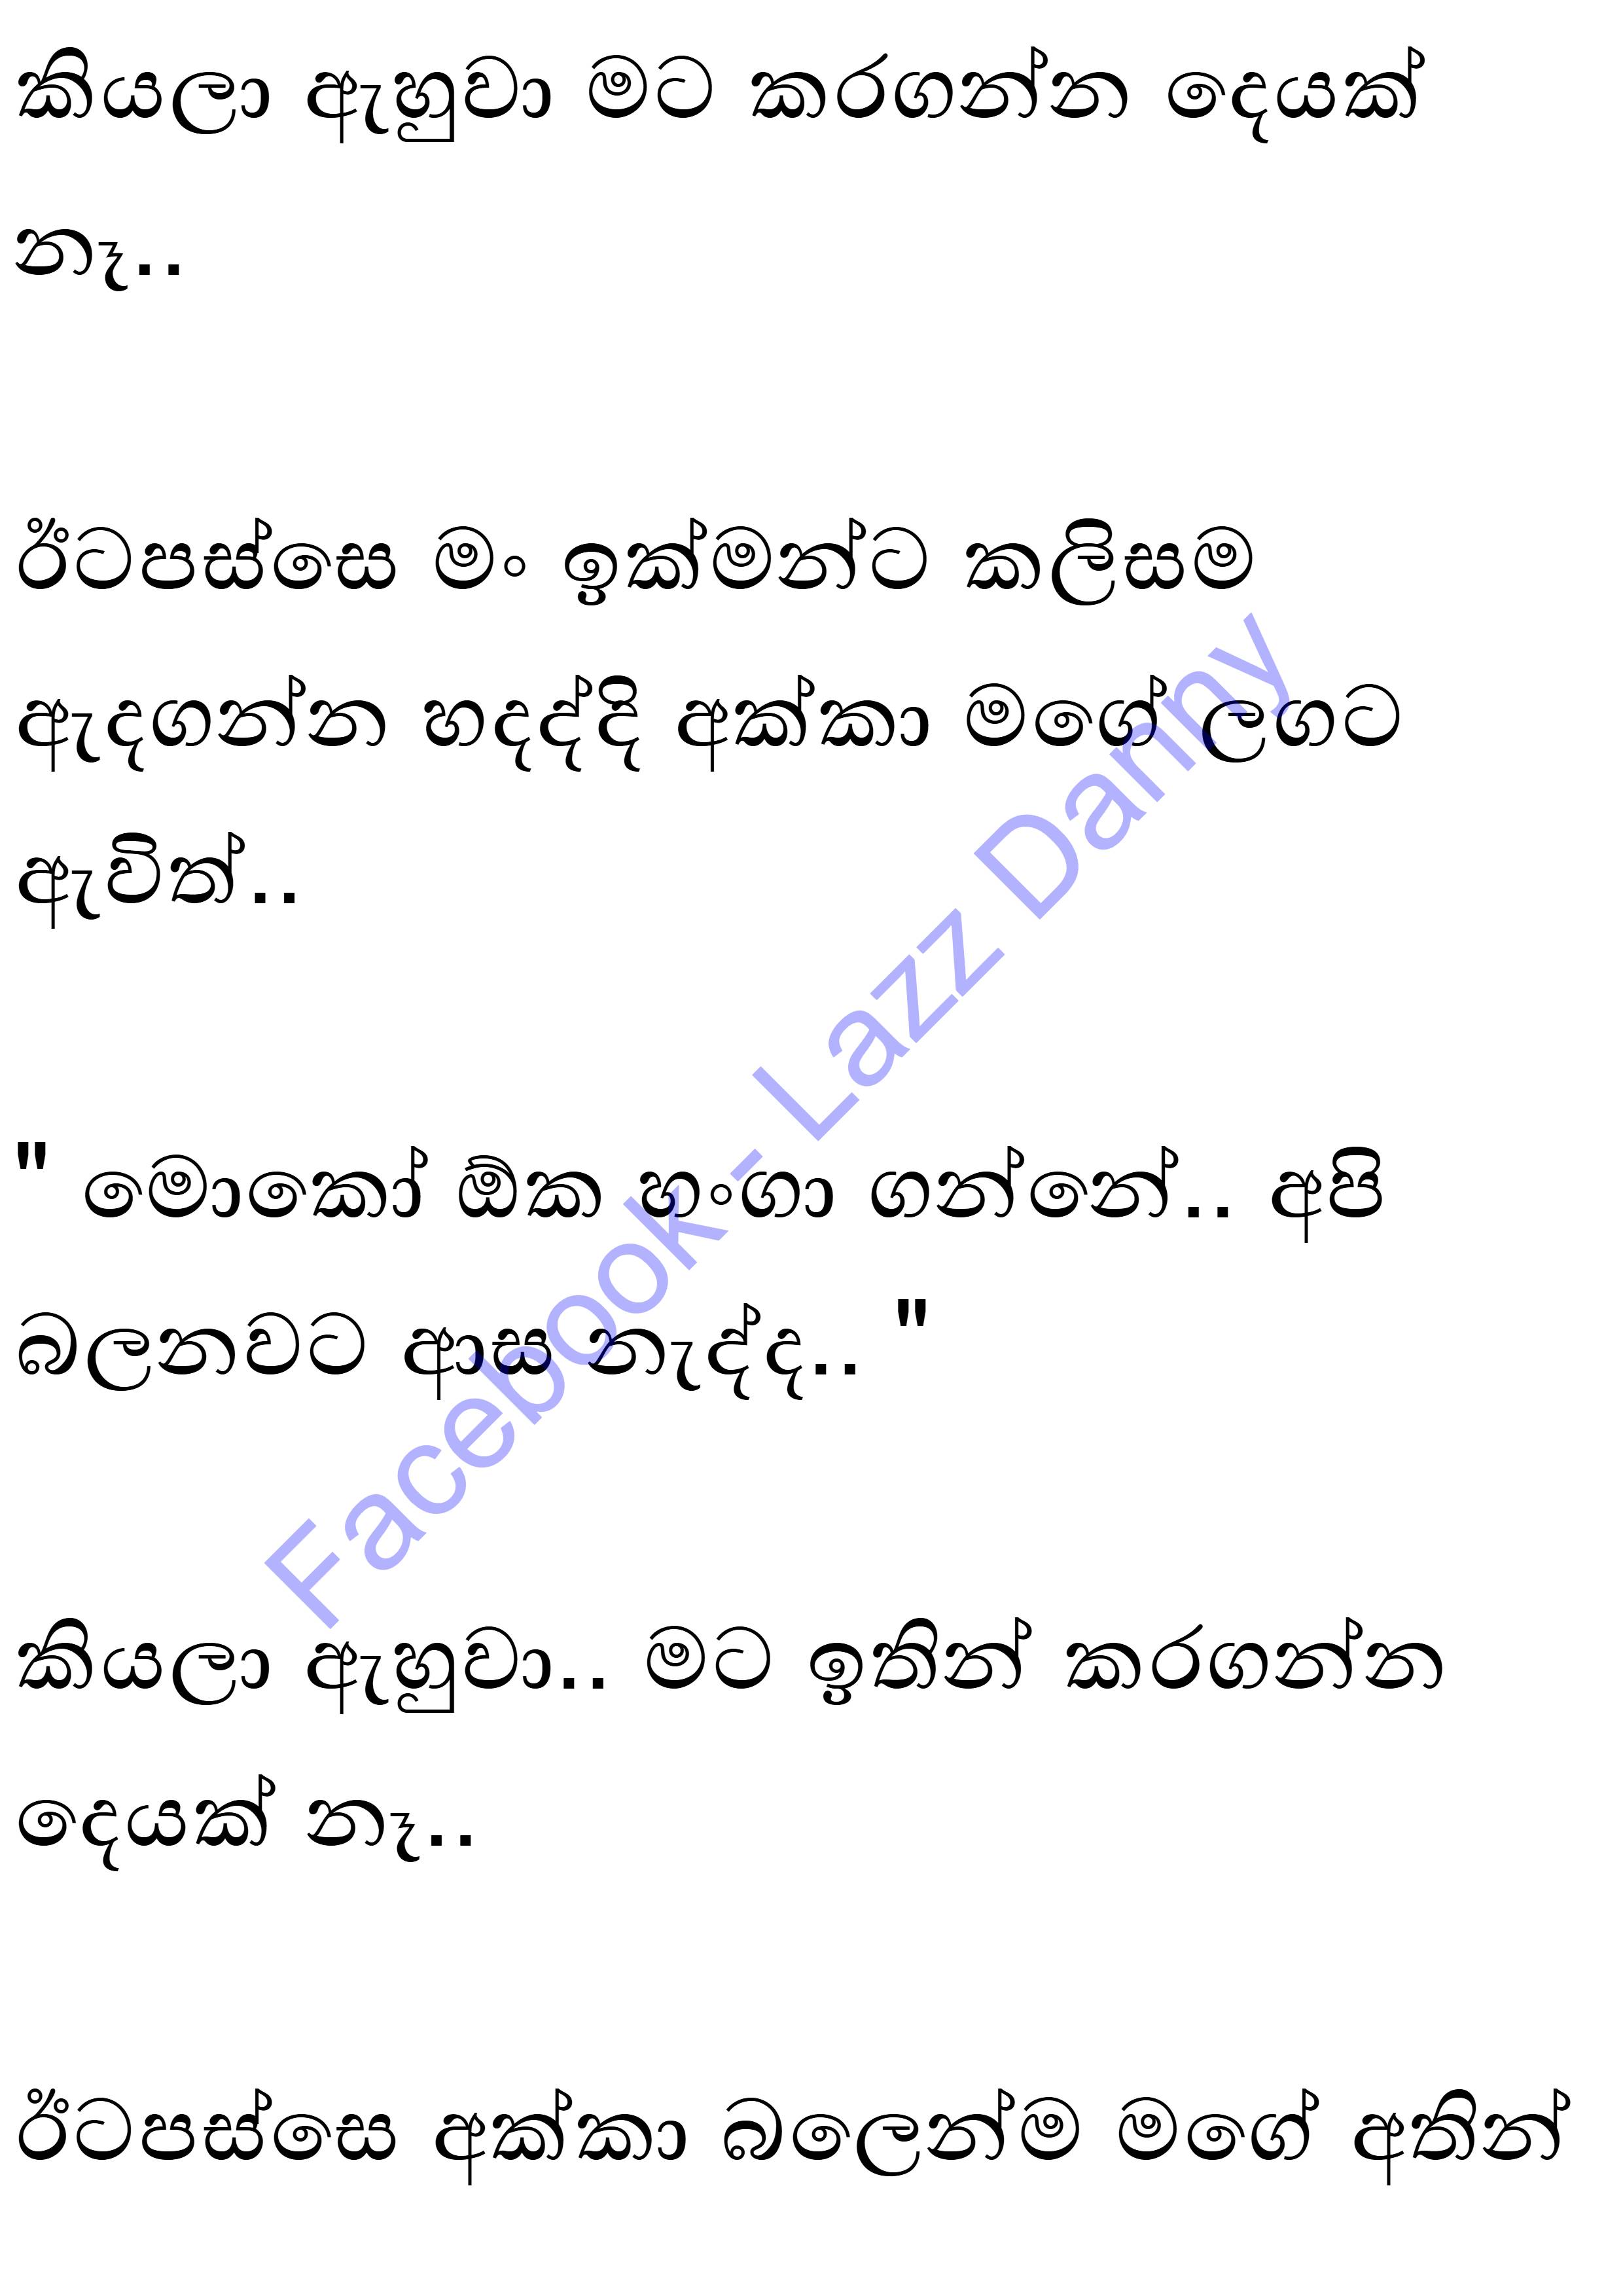 කියලා ඇහුවා මට කරගන්න දෙයක්
නෑ..
ඊටපස්සෙ මං ඉක්මන්ට කලිසම
ඇදගන්න හදද්දි අක්කා මගේ ලගට
ඇවිත්..
" මොකෝ ඕක හංගා ගන්නේ.. අපි
බලනවට ආස නැද්ද.. "
කියලා ඇහුවා.. මට ඉතින් කරගන්න
දෙයක් නෑ..
ඊටපස්සෙ අක්කා බලෙන්ම මගේ අතින්
Facebook - Lazz Danny